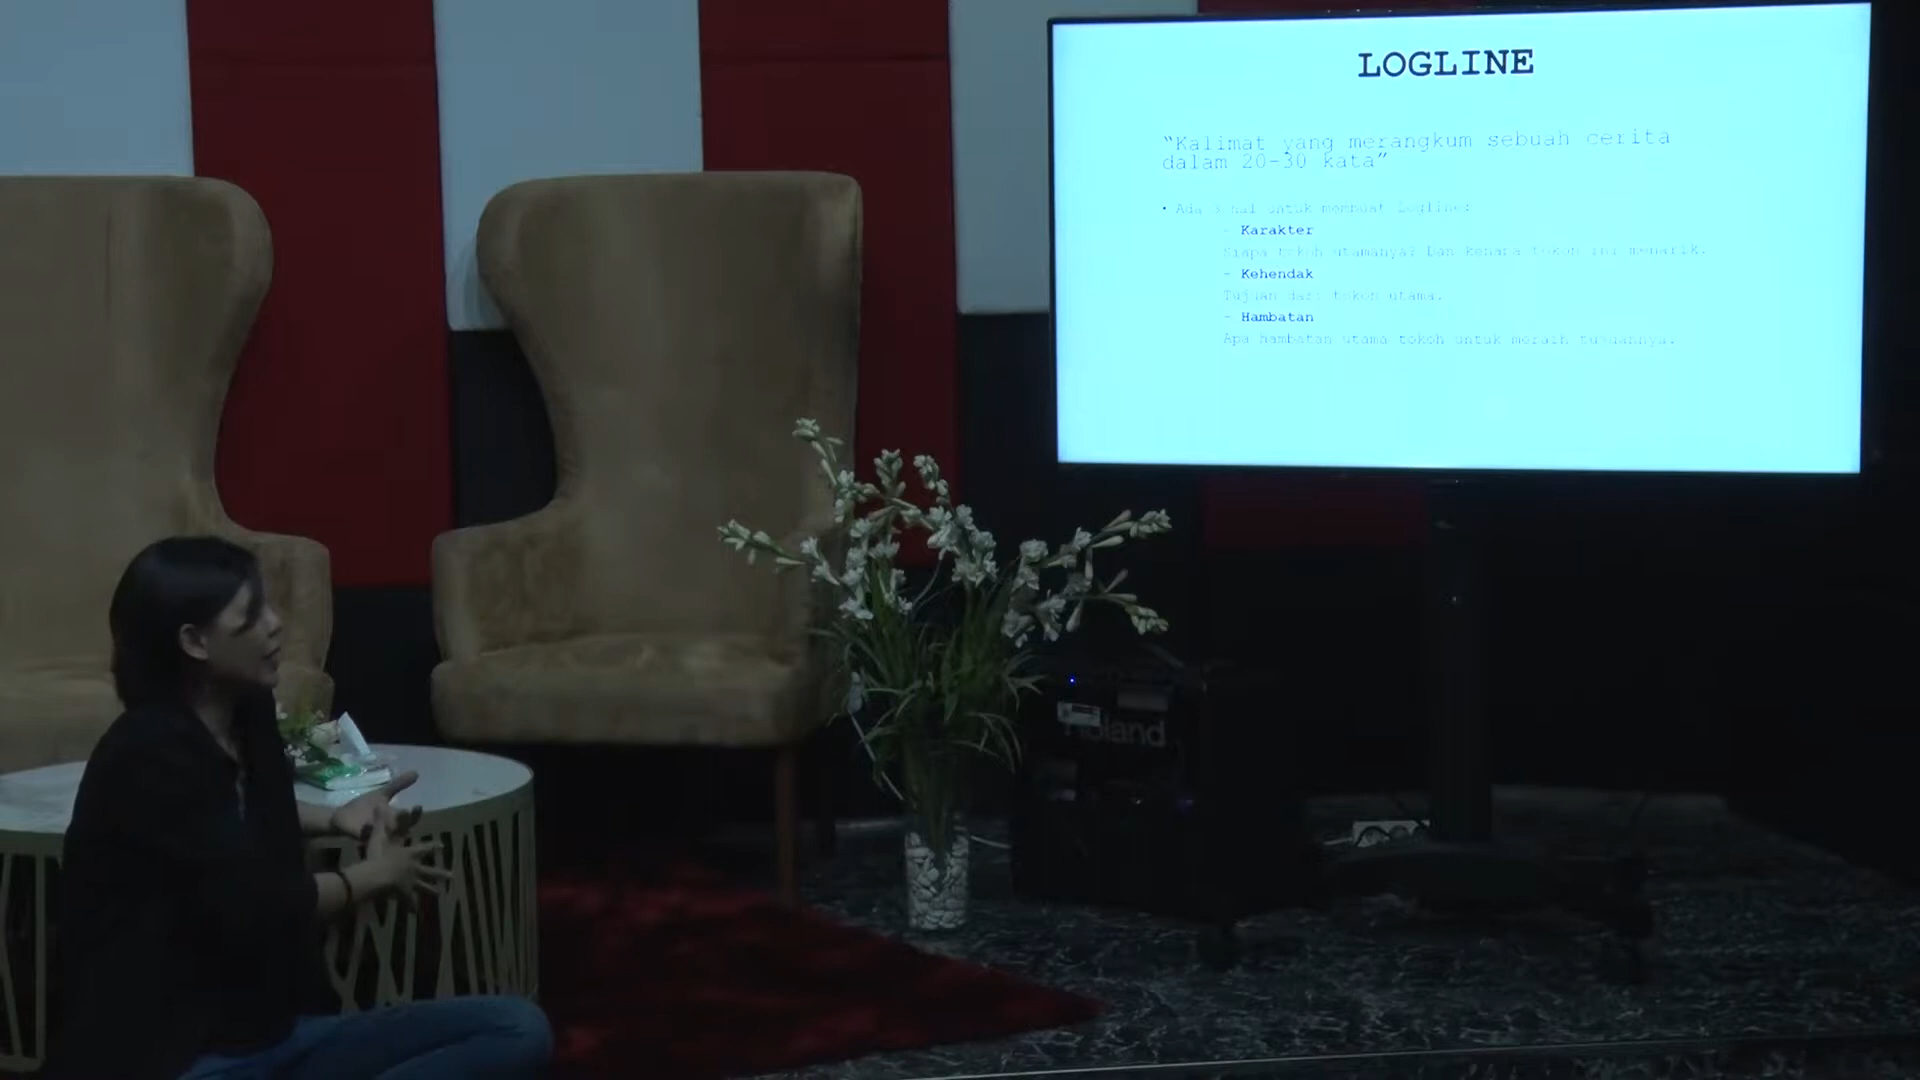 LOGLINE
“Kalimat yang merangkum sebuah cerita
dalam 20-30 kata”
• Ada 3 hal untuk membuat Logline:
- Karakter
Siapa tokoh utamanya? Dan kenapa tokoh ini menarik.
- Kehendak
Tujuan dari tokoh utama.
- Hambatan
Apa hambatan utama tokoh untuk meraih tujuannya.
Roland